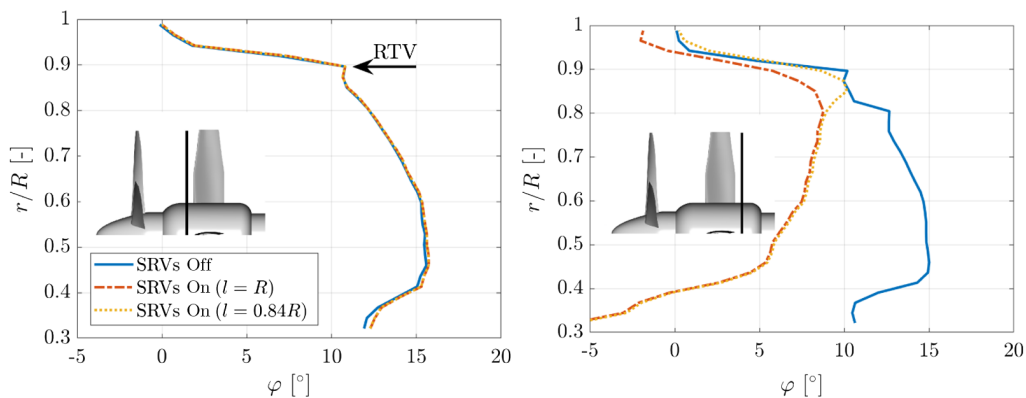 1
0.9
0.8
0.7
0.6
0.5
0.4
0.3
r/R [-]
RTV
SRVs Off
SRVs On (l = R)
SRVs On (l = 0.84R)
-5 0 5 10 15 20
φ [°]
1
0.9
0.8
0.7
0.6
0.5
0.4
0.3
r/R [-]
-5 0 5 10 15 20
φ [°]